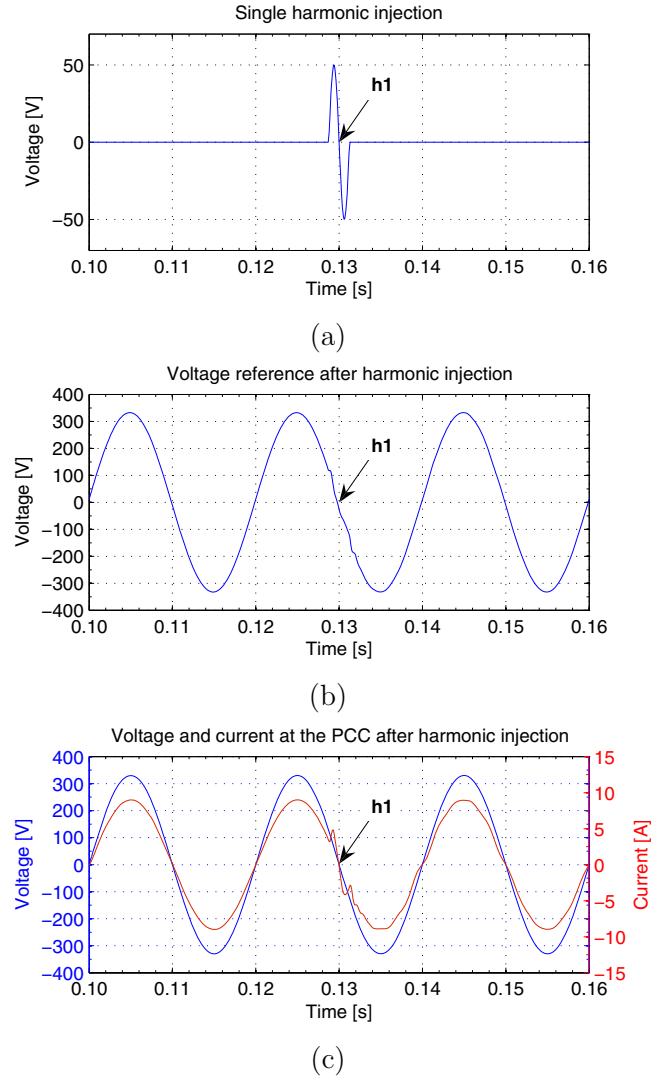 Single harmonic injection
50
0
−50
Voltage [V]
h1
0.10 0.11 0.12 0.13 0.14 0.15 0.16
Time [s]
(a)
Voltage reference after harmonic injection
400
300
200
100
0
−100
−200
−300
−400
Voltage [V]
h1
0.10 0.11 0.12 0.13 0.14 0.15 0.16
Time [s]
(b)
Voltage and current at the PCC after harmonic injection
400
300
200
100
0
−100
−200
−300
−400
Voltage [V]
h1
15
10
5
0
−5
−10
−15
Current [A]
0.10 0.11 0.12 0.13 0.14 0.15 0.16
Time [s]
(c)